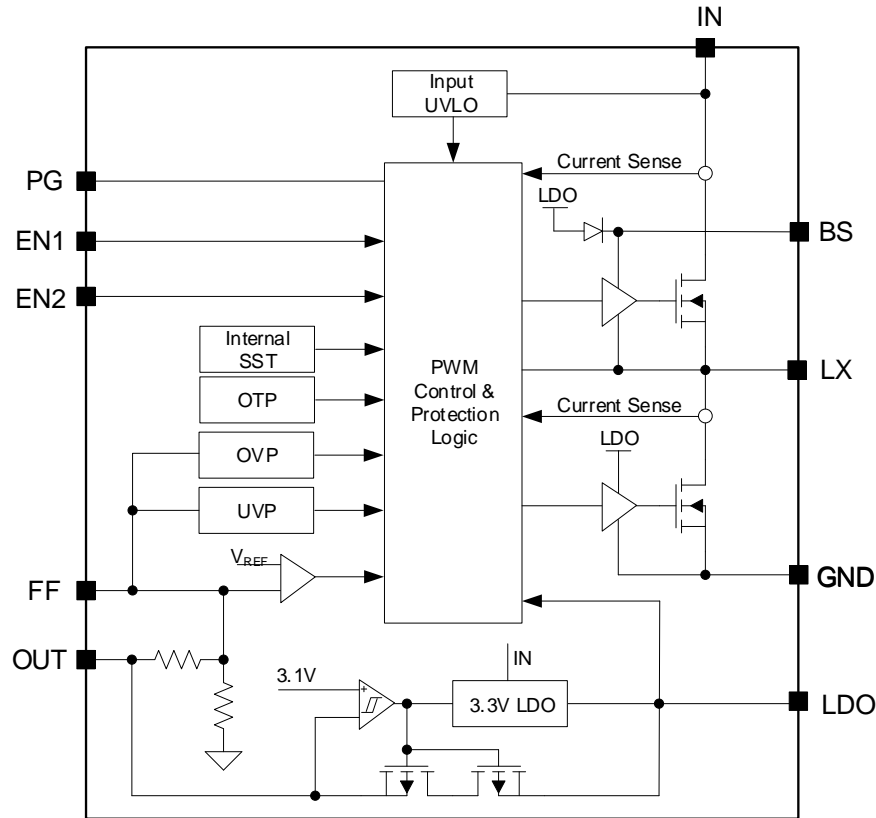 IN
Input
UVLO
PG
Current Sense
LDO
EN1
BS
EN2
Internal
SST
PWM
Control &
Protection
Logic
LX
OTP
Current Sense
LDO
OVP
UVP
VREF
FF
GND
OUT
IN
3.1V
+
-
3.3V LDO
LDO